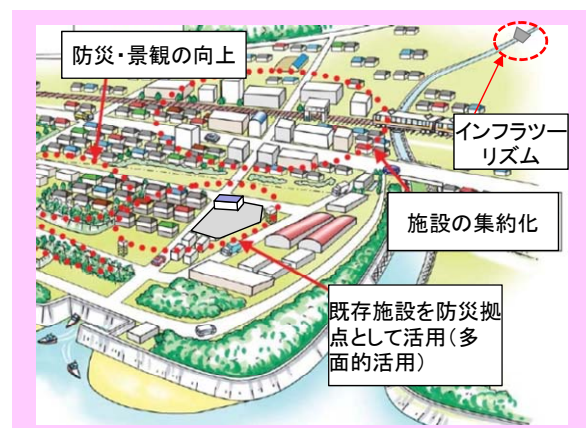 防災・景観の向上
インフラツー
リズム
施設の集約化
既存施設を防災拠
点として活用(多
面的活用)